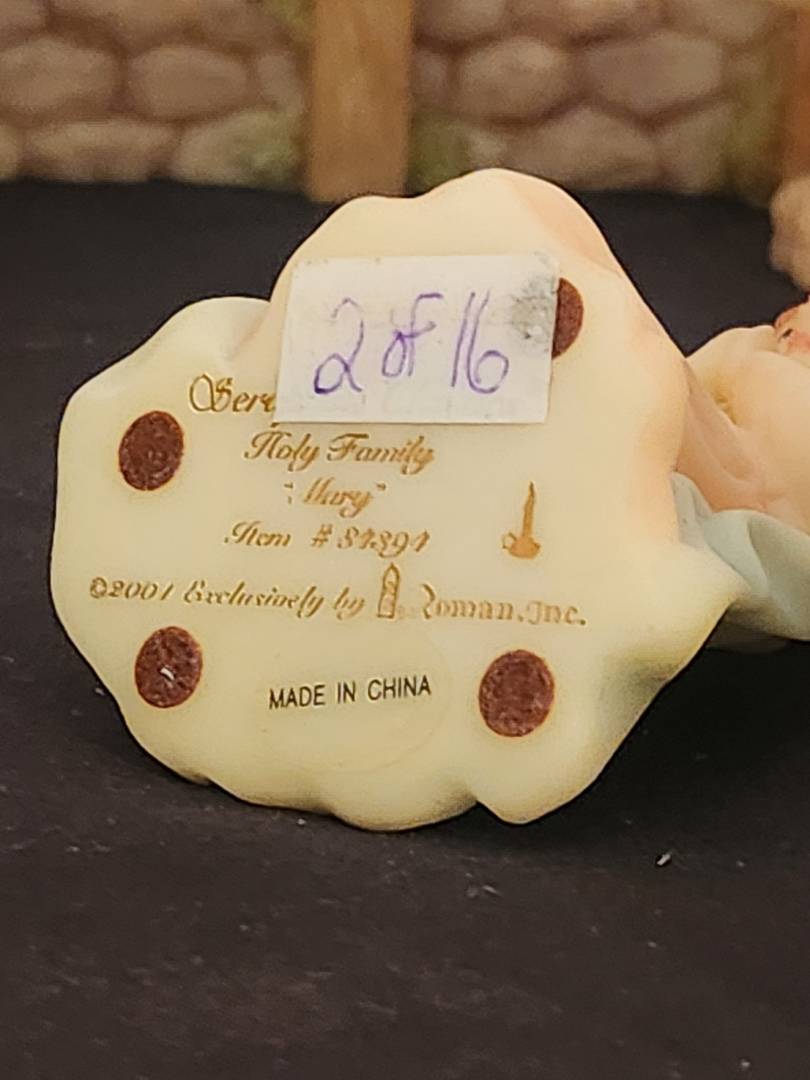 2 of 16
Holy Family
"Mary"
Item # 84394
©2001 Exclusively by Roman, Inc.
MADE IN CHINA